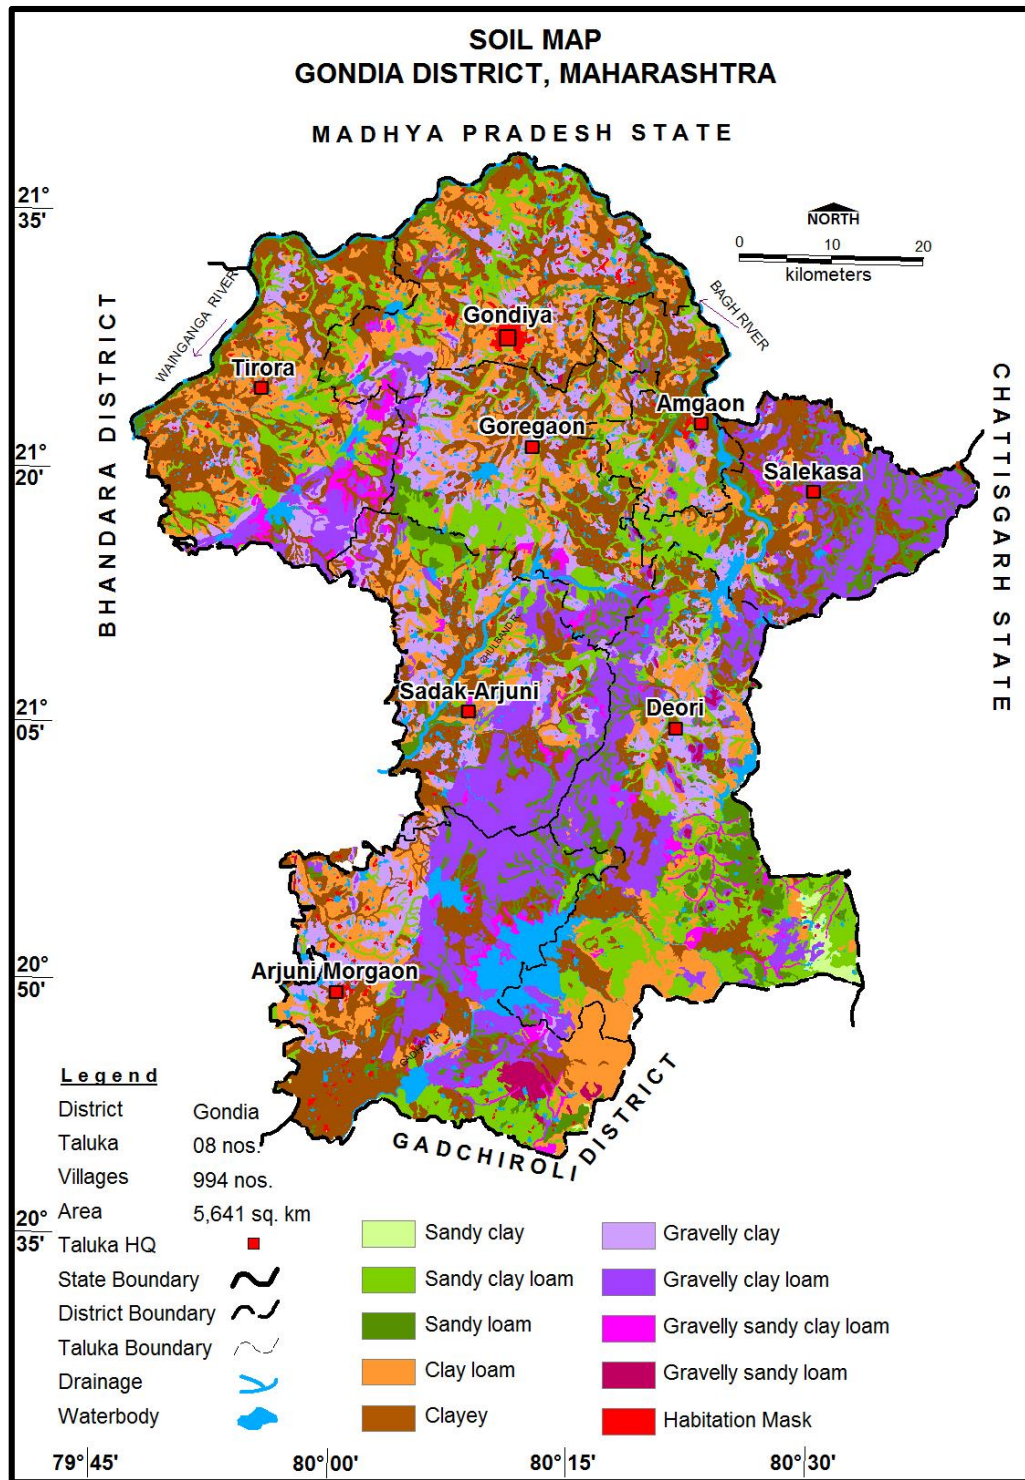 SOIL MAP
GONDIA DISTRICT, MAHARASHTRA
MADHYA PRADESH STATE
21°
35'
NORTH
0 10 20
kilometers
WAINGANGA RIVER
BAGH RIVER
Gondiya
Tirora
BHANDARA DISTRICT
CHATTISGARH STATE
Amgaon
Goregaon
21°
20'
Salekasa
CHULBAND R.
Sadak-Arjuni
Deori
21°
05'
20°
50'
Arjuni Morgaon
GADHAVI R.
GADCHIROLI DISTRICT
Legend
District Gondia
Taluka 08 nos.
Villages 994 nos.
Area 5,641 sq. km
20°
35'
Taluka HQ
State Boundary
District Boundary
Taluka Boundary
Drainage
Waterbody
Sandy clay
Sandy clay loam
Sandy loam
Clay loam
Clayey
Gravelly clay
Gravelly clay loam
Gravelly sandy clay loam
Gravelly sandy loam
Habitation Mask
79°45' 80°00' 80°15' 80°30'